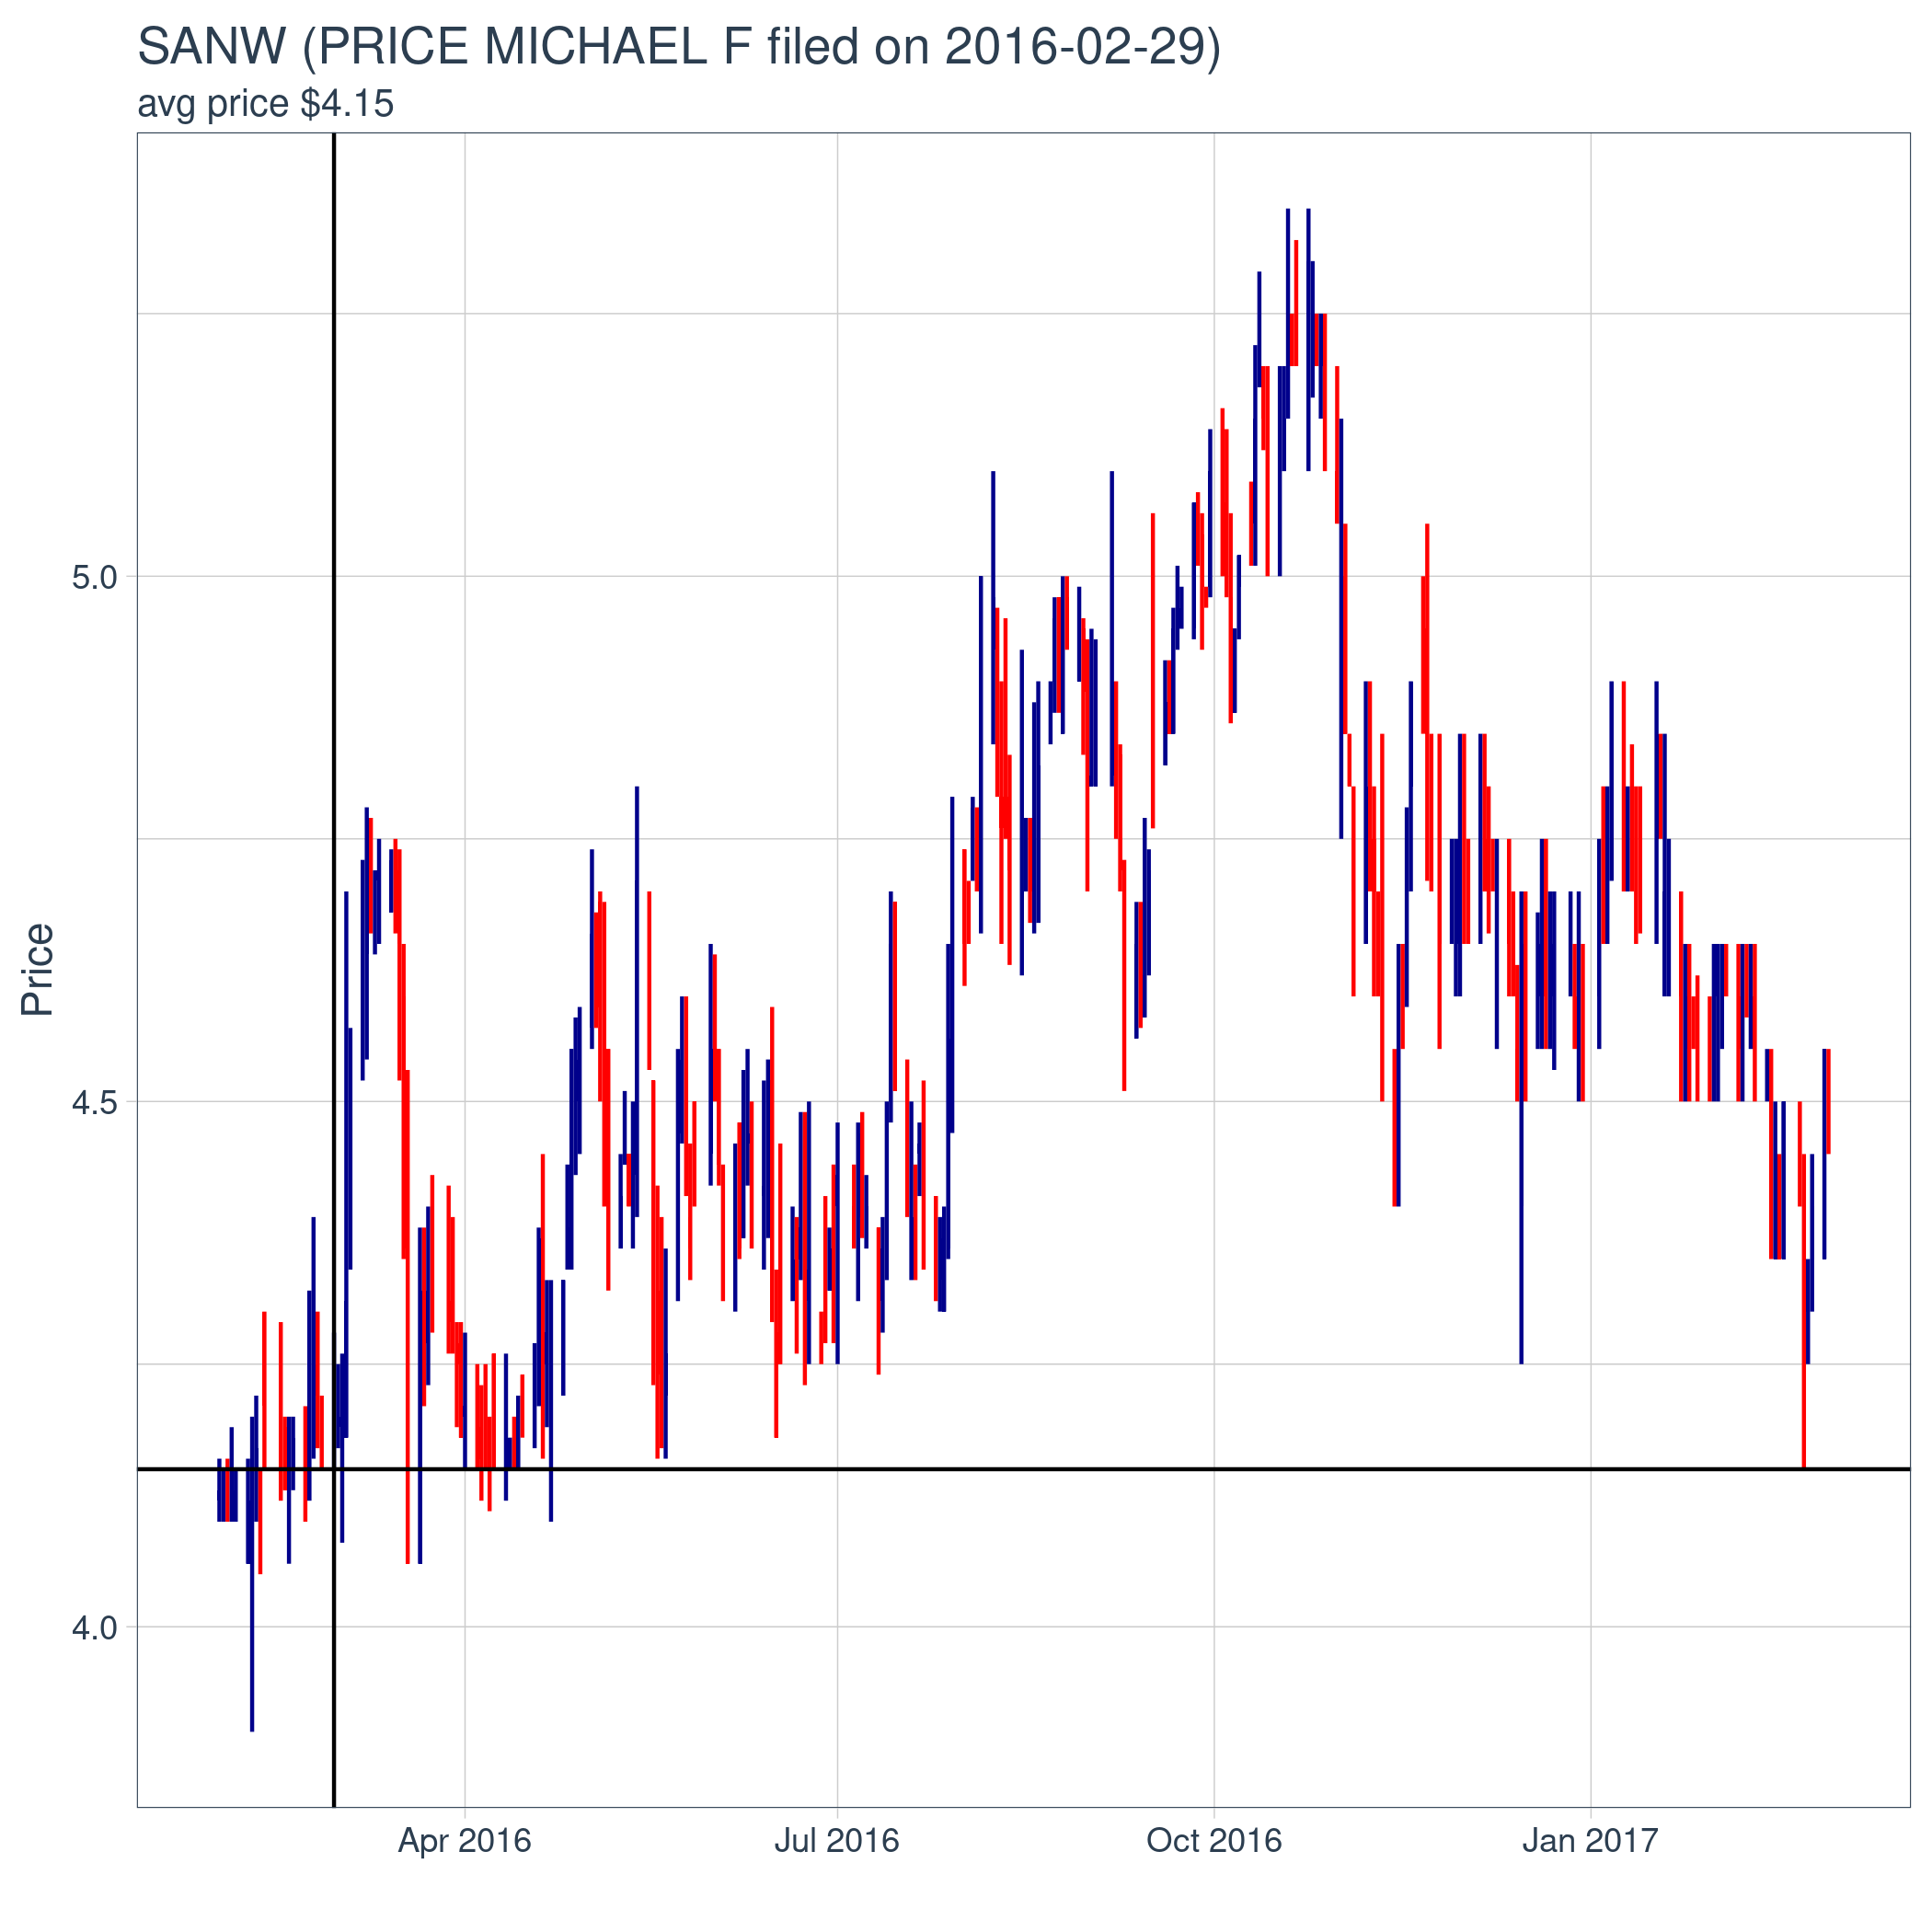 SANW (PRICE MICHAEL F filed on 2016-02-29)
avg price $4.15
Price
5.0
4.5
4.0
Apr 2016
Jul 2016
Oct 2016
Jan 2017